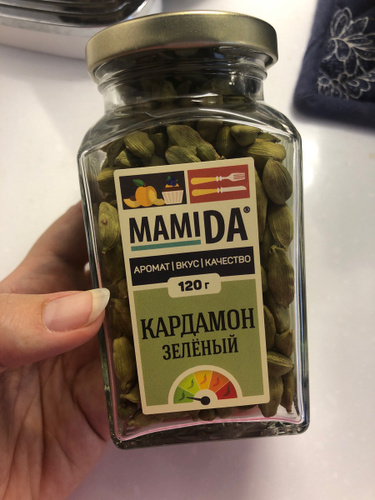 MAMIDA®
АРОМАТ|ВКУС|КАЧЕСТВО
120 г
КАРДАМОН
ЗЕЛЁНЫЙ